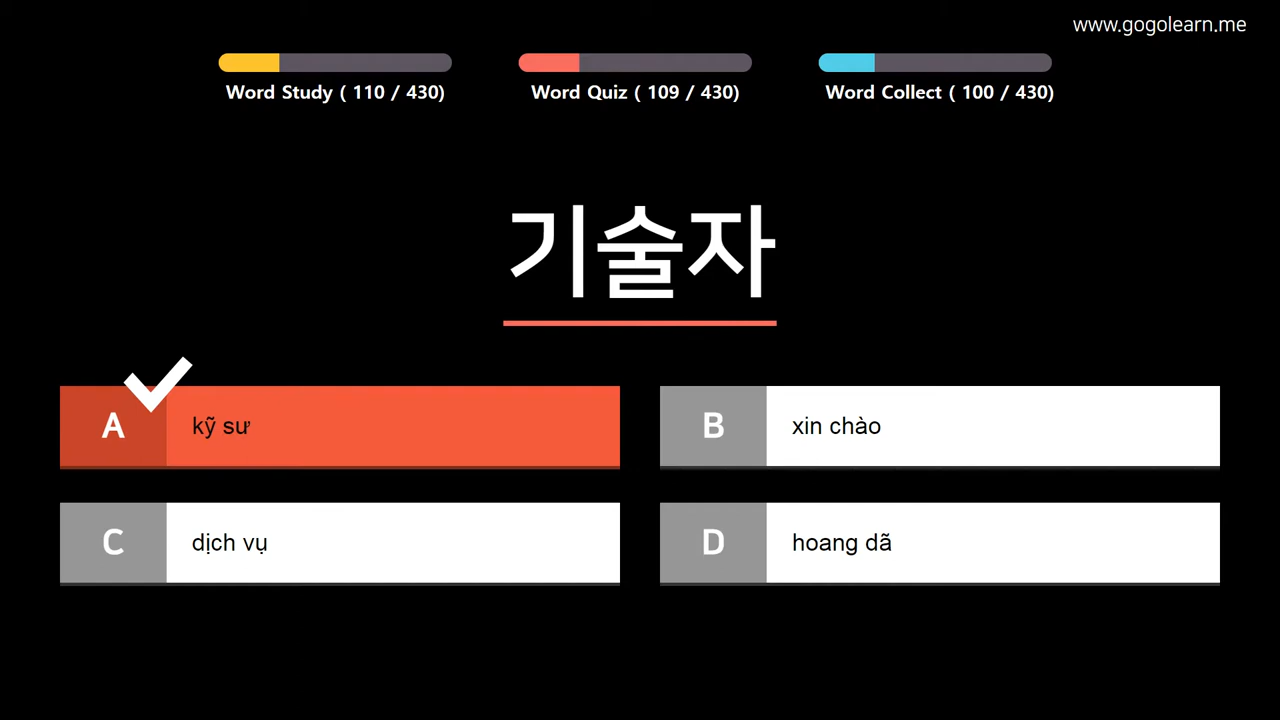 www.gogolearn.me
Word Study ( 110 / 430)
Word Quiz ( 109 / 430)
Word Collect ( 100 / 430)
기술자
A kỹ sư
B xin chào
C dịch vụ
D hoang dã